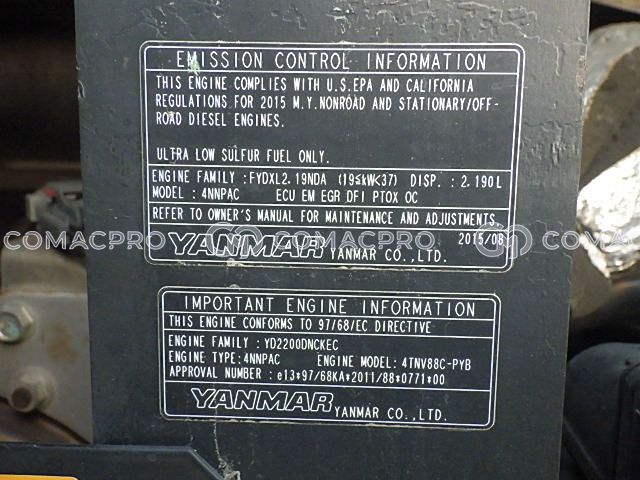 EMISSION CONTROL INFORMATION
THIS ENGINE COMPLIES WITH U.S.EPA AND CALIFORNIA
REGULATIONS FOR 2015 M.Y.NONROAD AND STATIONARY/OFF-
ROAD DIESEL ENGINES.
ULTRA LOW SULFUR FUEL ONLY.
ENGINE FAMILY :FYDXL2.19NDA (19≤kW<37) DISP. : 2.190L
MODEL : 4NNPAC ECU EM EGR DFI PTOX OC
REFER TO OWNER'S MANUAL FOR MAINTENANCE AND ADJUSTMENTS.
2015/08
YANMAR YANMAR CO.,LTD.
COMACPRO COMACPRO COMACPRO
IMPORTANT ENGINE INFORMATION
THIS ENGINE CONFORMS TO 97/68/EC DIRECTIVE
ENGINE FAMILY : YD2200DNCKEC
ENGINE TYPE:4NNPAC ENGINE MODEL: 4TNV88C-PYB
APPROVAL NUMBER : e13*97/68KA*2011/88*0771*00
YANMAR YANMAR CO.,LTD.